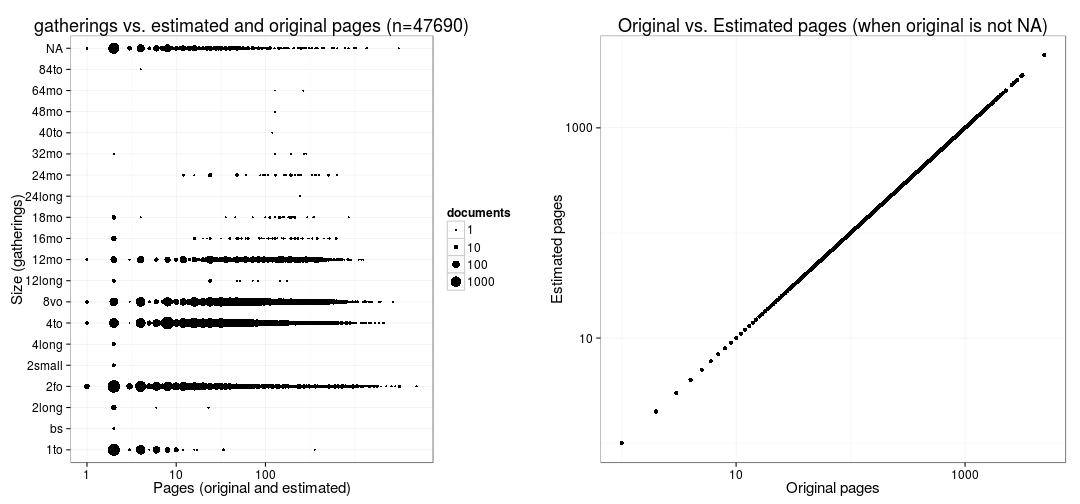 gatherings vs. estimated and original pages (n=47690)
Size (gatherings)
NA
84to
64mo
48mo
40to
32mo
24mo
24long
18mo
16mo
12mo
12long
8vo
4to
4long
2small
2fo
2long
bs
1to
1 10 100
Pages (original and estimated)
documents
1
10
100
1000
Original vs. Estimated pages (when original is not NA)
Estimated pages
1000
10
10 1000
Original pages